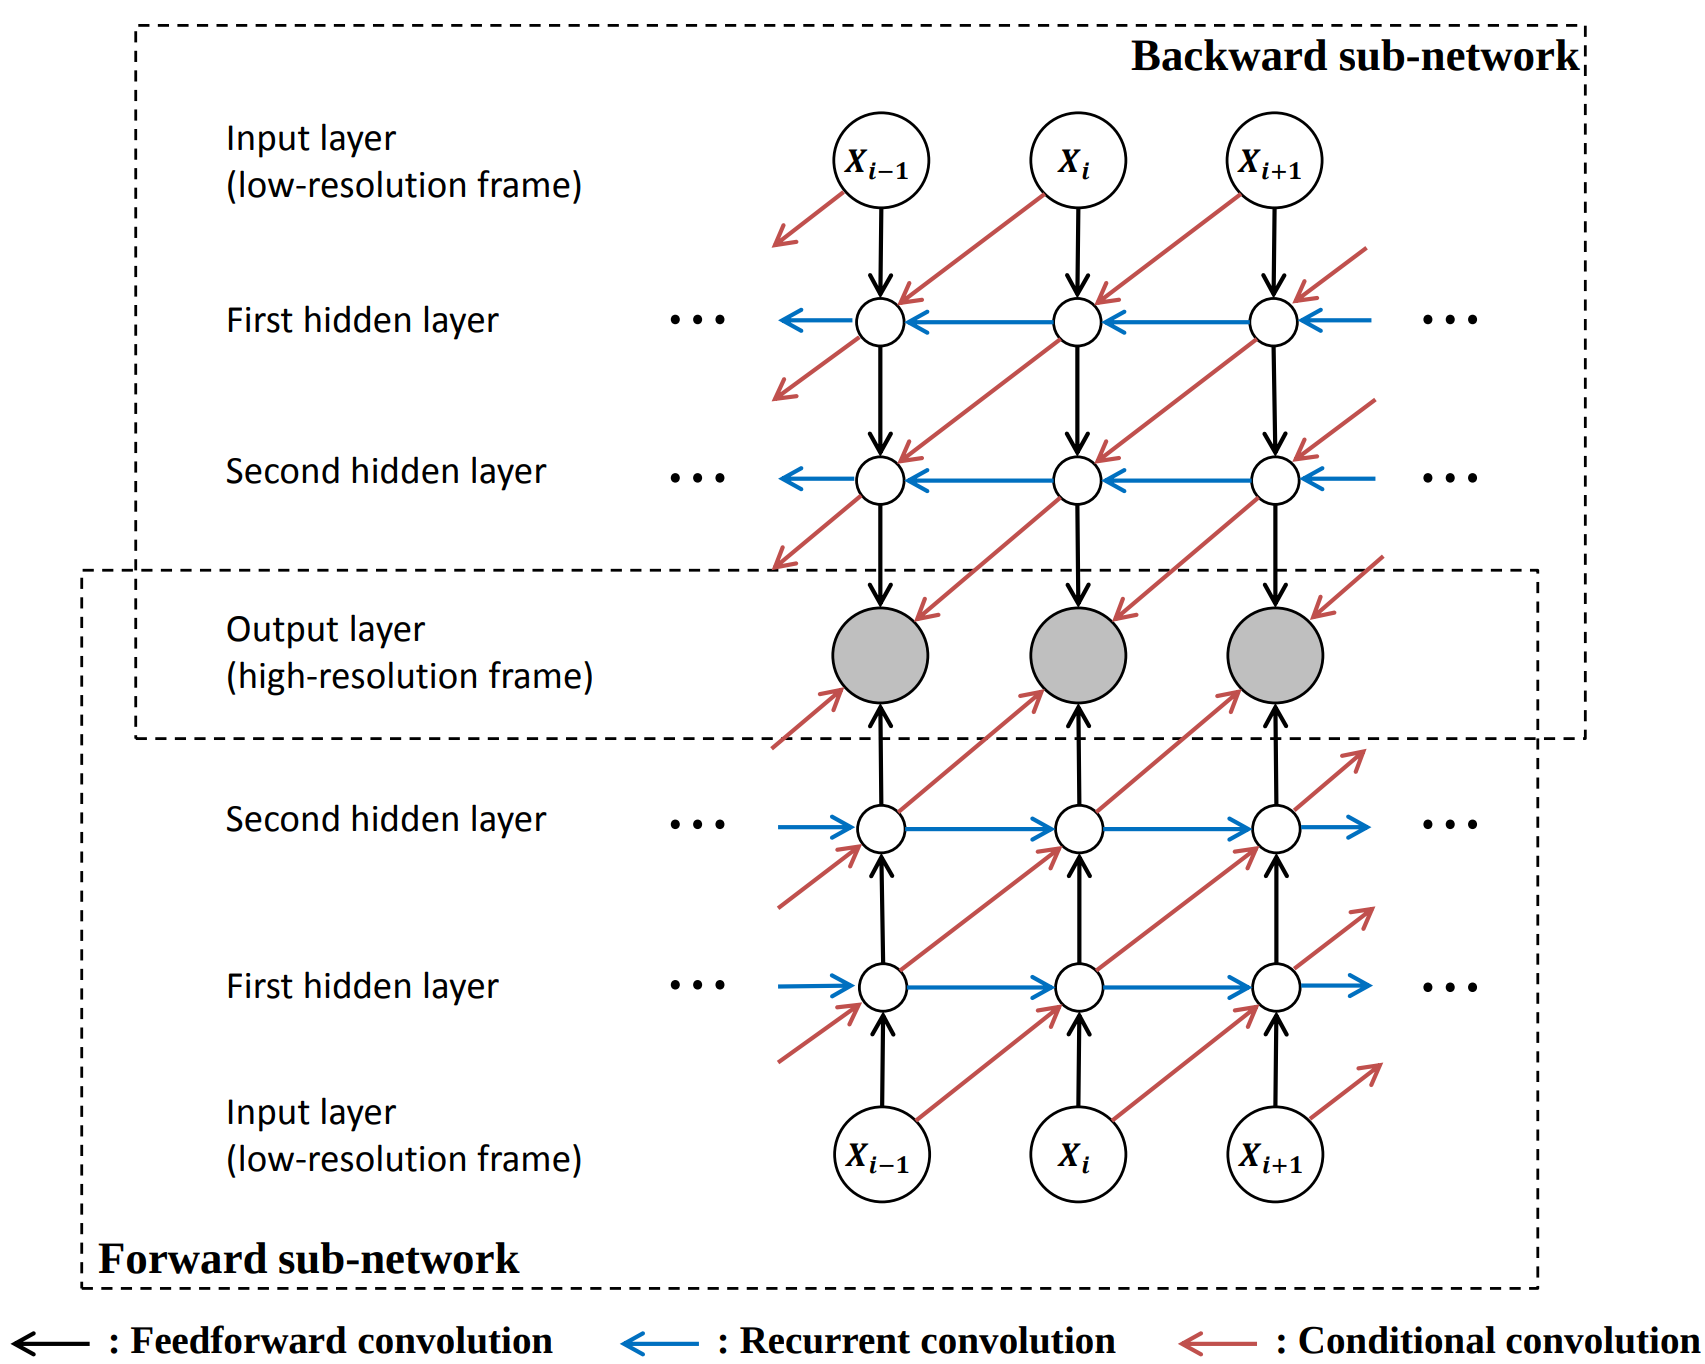 Backward sub-network
Input layer
(low-resolution frame)
X_{i−1} X_i X_{i+1}
First hidden layer
... ...
Second hidden layer
... ...
Output layer
(high-resolution frame)
Second hidden layer
... ...
First hidden layer
... ...
Input layer
(low-resolution frame)
X_{i−1} X_i X_{i+1}
Forward sub-network
: Feedforward convolution : Recurrent convolution : Conditional convolution